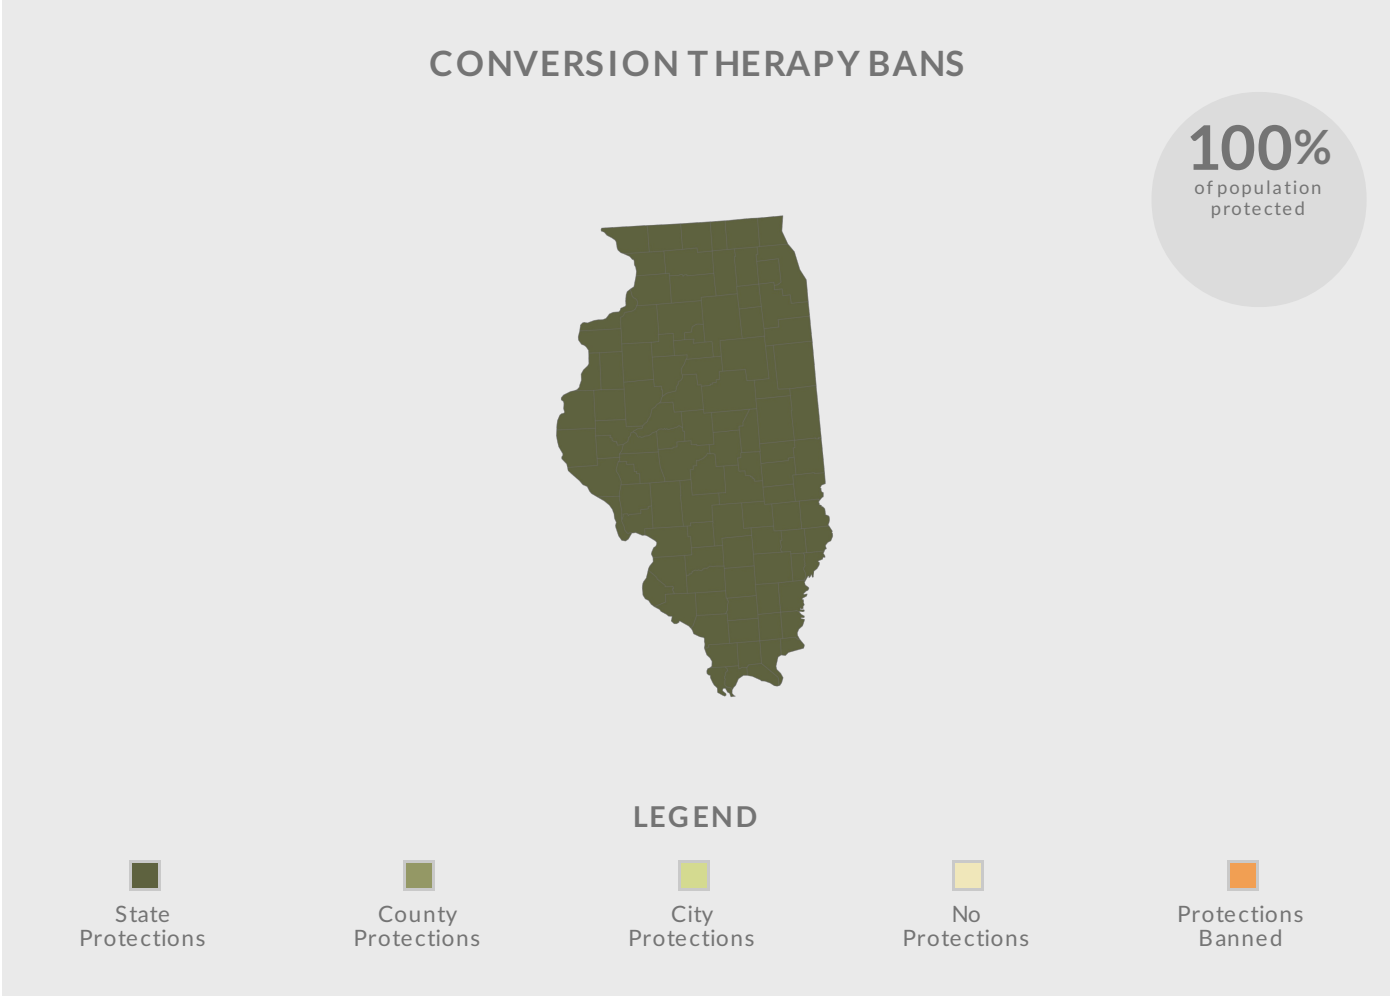 CONVERSION THERAPY BANS
100%
of population
protected
LEGEND
State
Protections
County
Protections
City
Protections
No
Protections
Protections
Banned